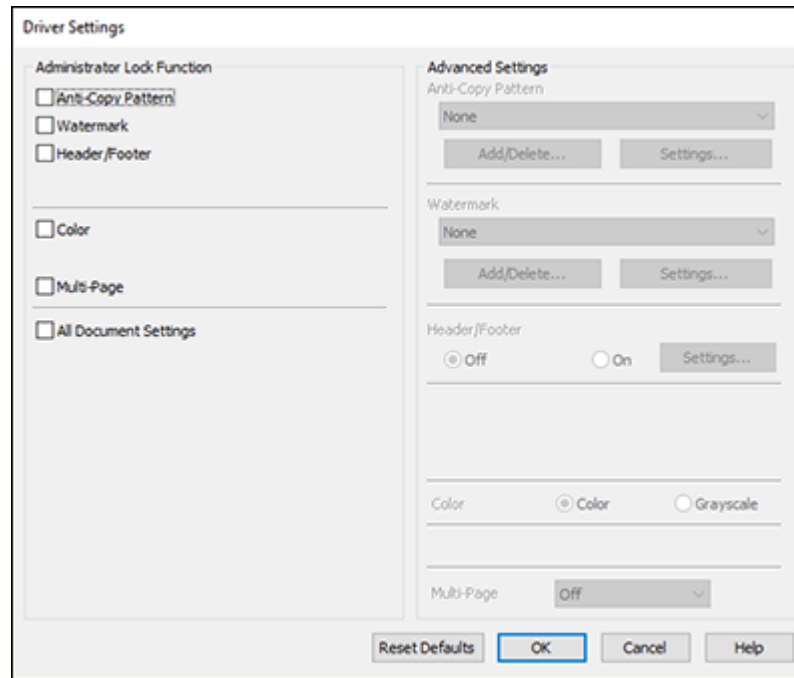 Driver Settings
Administrator Lock Function
Anti-Copy Pattern
Watermark
Header/Footer
Color
Multi-Page
All Document Settings
Advanced Settings
Anti-Copy Pattern
None
Add/Delete... Settings...
Watermark
None
Add/Delete... Settings...
Header/Footer
Off On Settings...
Color Color Grayscale
Multi-Page Off
Reset Defaults OK Cancel Help